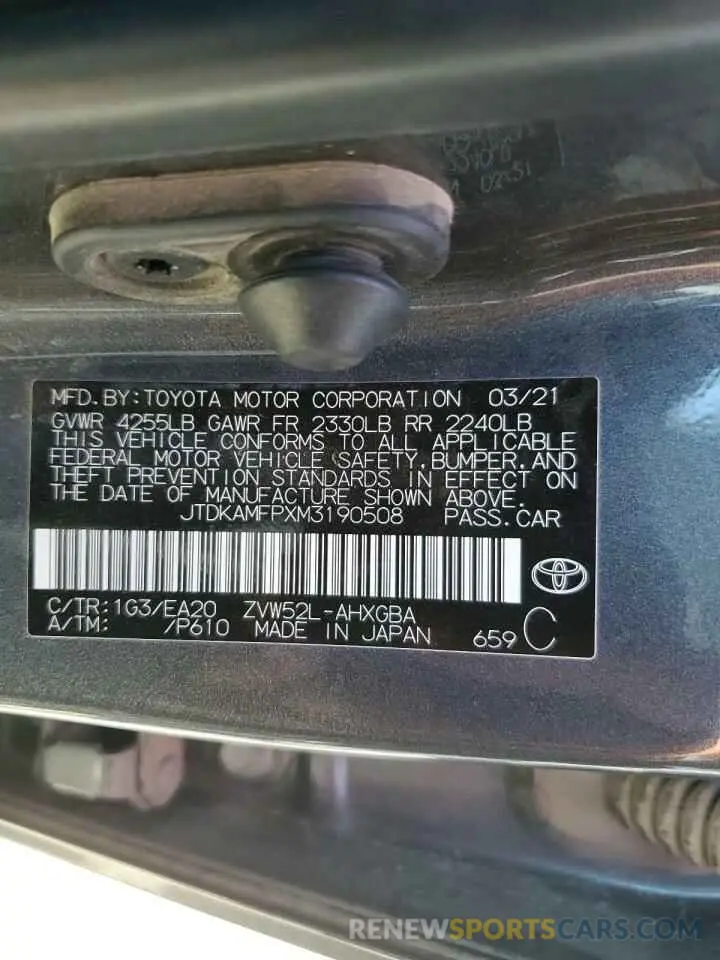 02:51
MFD.BY:TOYOTA MOTOR CORPORATION 03/21
GVWR 4255LB GAWR FR 2330LB RR 2240LB
THIS VEHICLE CONFORMS TO ALL APPLICABLE
FEDERAL MOTOR VEHICLE SAFETY,BUMPER,AND
THEFT PREVENTION STANDARDS IN EFFECT ON
THE DATE OF MANUFACTURE SHOWN ABOVE.
JTDKAMFPXM3190508 PASS.CAR
C/TR:1G3/EA20 ZVW52L-AHXGBA
A/TM: /P610 MADE IN JAPAN 659 C
RENEWSPORTSCARS.COM